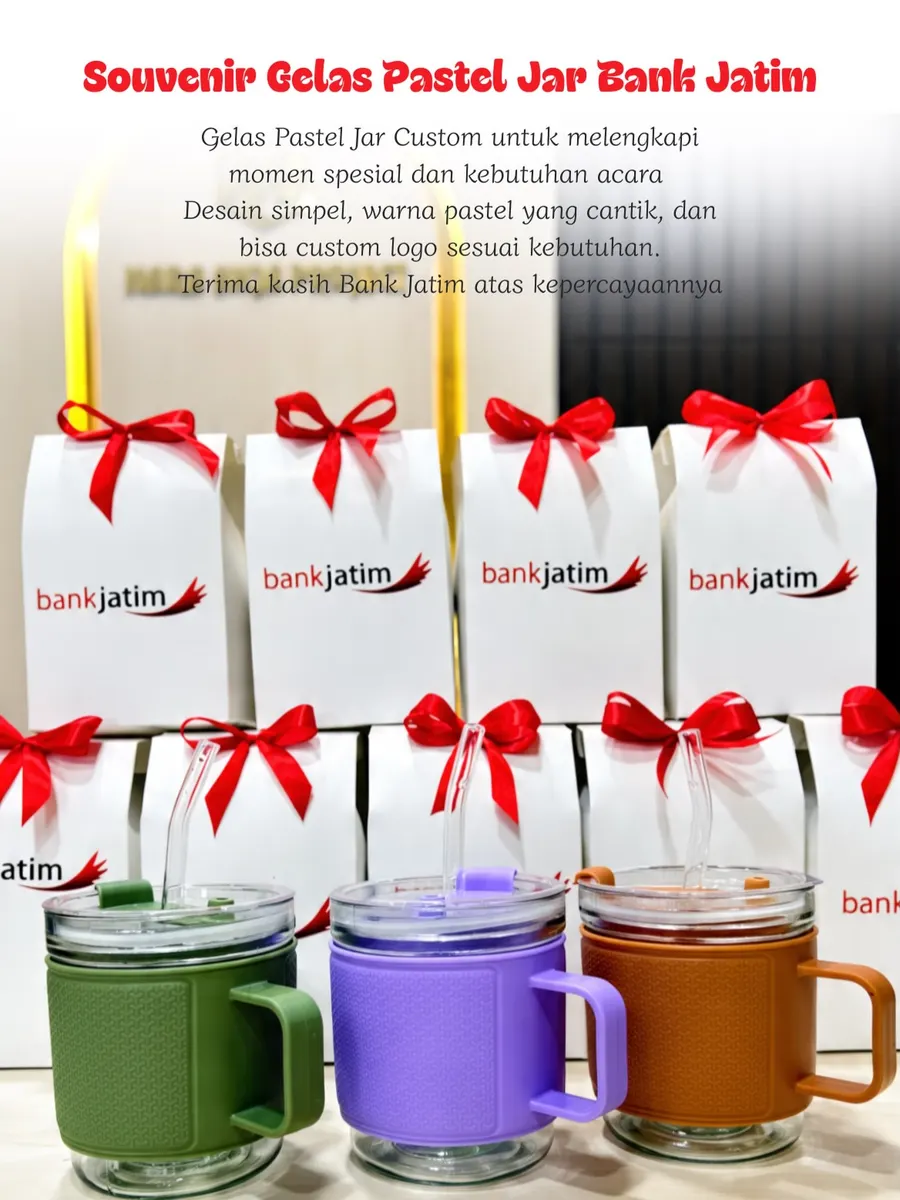 Souvenir Gelas Pastel Jar Bank Jatim
Gelas Pastel Jar Custom untuk melengkapi
momen spesial dan kebutuhan acara
Desain simpel, warna pastel yang cantik, dan
bisa custom logo sesuai kebutuhan.
Terima kasih Bank Jatim atas kepercayaannya
bankjatim
bankjatim
bankjatim
bankjatim
atim
bank